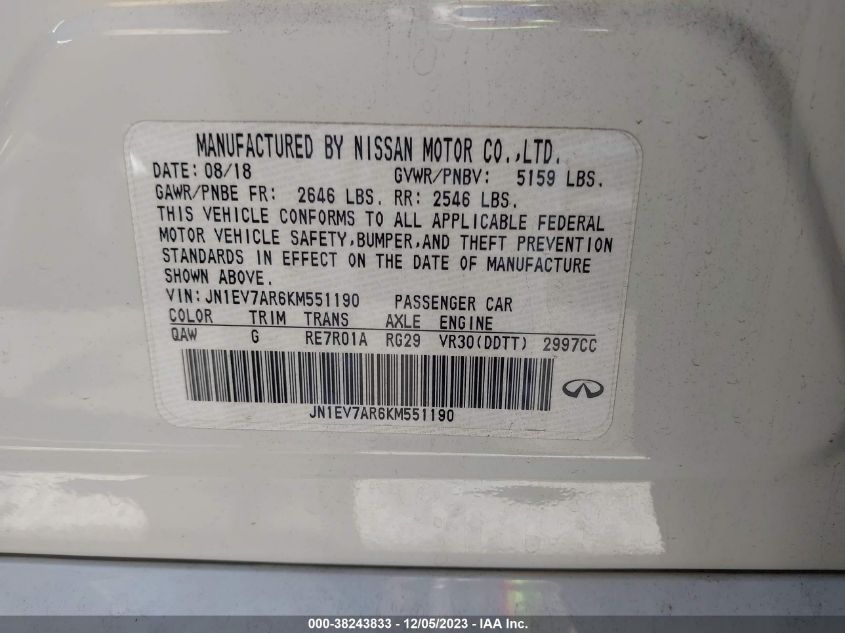 MANUFACTURED BY NISSAN MOTOR CO.,LTD.
DATE: 08/18 GVWR/PNBV: 5159 LBS.
GAWR/PNBE FR: 2646 LBS. RR: 2546 LBS.
THIS VEHICLE CONFORMS TO ALL APPLICABLE FEDERAL
MOTOR VEHICLE SAFETY,BUMPER,AND THEFT PREVENTION
STANDARDS IN EFFECT ON THE DATE OF MANUFACTURE
SHOWN ABOVE.
VIN: JN1EV7AR6KM551190 PASSENGER CAR
COLOR TRIM TRANS AXLE ENGINE
QAW G RE7R01A RG29 VR30(DDTT) 2997CC
JN1EV7AR6KM551190
000-38243833 - 12/05/2023 - IAA Inc.